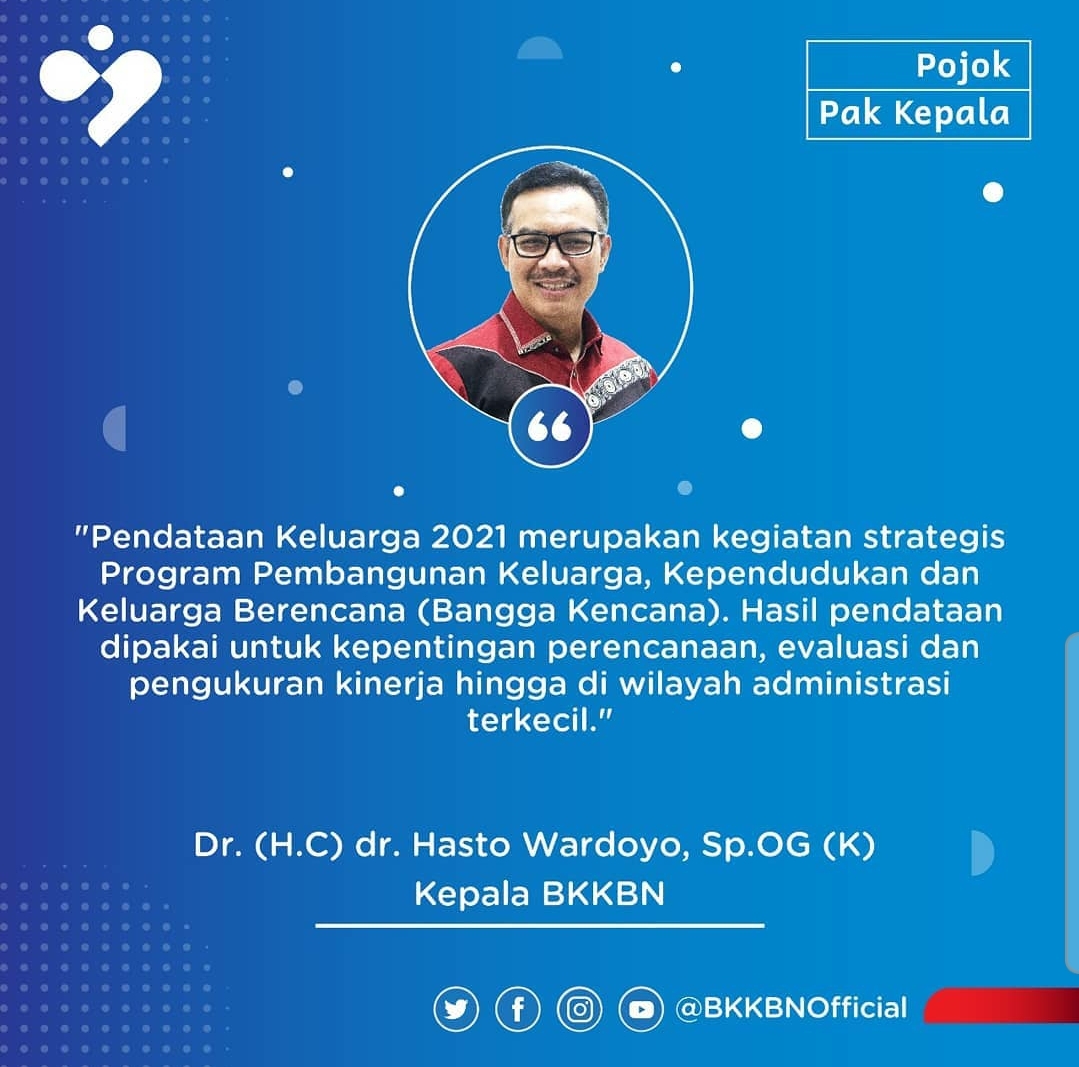 Pojok
Pak Kepala
"Pendataan Keluarga 2021 merupakan kegiatan strategis
Program Pembangunan Keluarga, Kependudukan dan
Keluarga Berencana (Bangga Kencana). Hasil pendataan
dipakai untuk kepentingan perencanaan, evaluasi dan
pengukuran kinerja hingga di wilayah administrasi
terkecil."
Dr. (H.C) dr. Hasto Wardoyo, Sp.OG (K)
Kepala BKKBN
@BKKBNOfficial